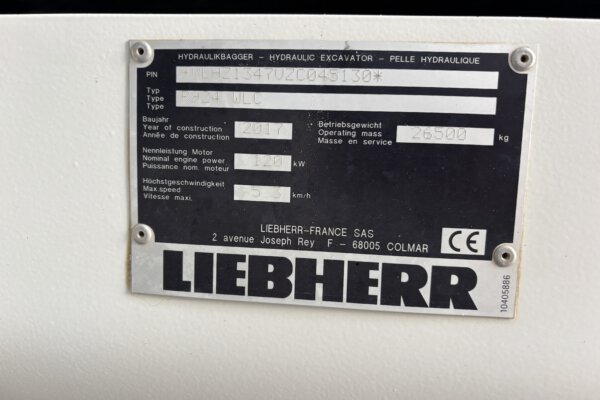 HYDRAULIKBAGGER – HYDRAULIC EXCAVATOR – PELLE HYDRAULIQUE
PIN
Typ
Type
Type
WLC
Baujahr
Year of construction 2017
Année de construction
Betriebsgewicht
Operating mass 26500 kg
Masse en service
Nennleistung Motor
Nominal engine power 120 kW
Puissance nom. moteur
Höchstgeschwindigkeit
Max.speed km/h
Vitesse maxi.
LIEBHERR-FRANCE SAS
2 avenue Joseph Rey F – 68005 COLMAR
CE
LIEBHERR
10405886